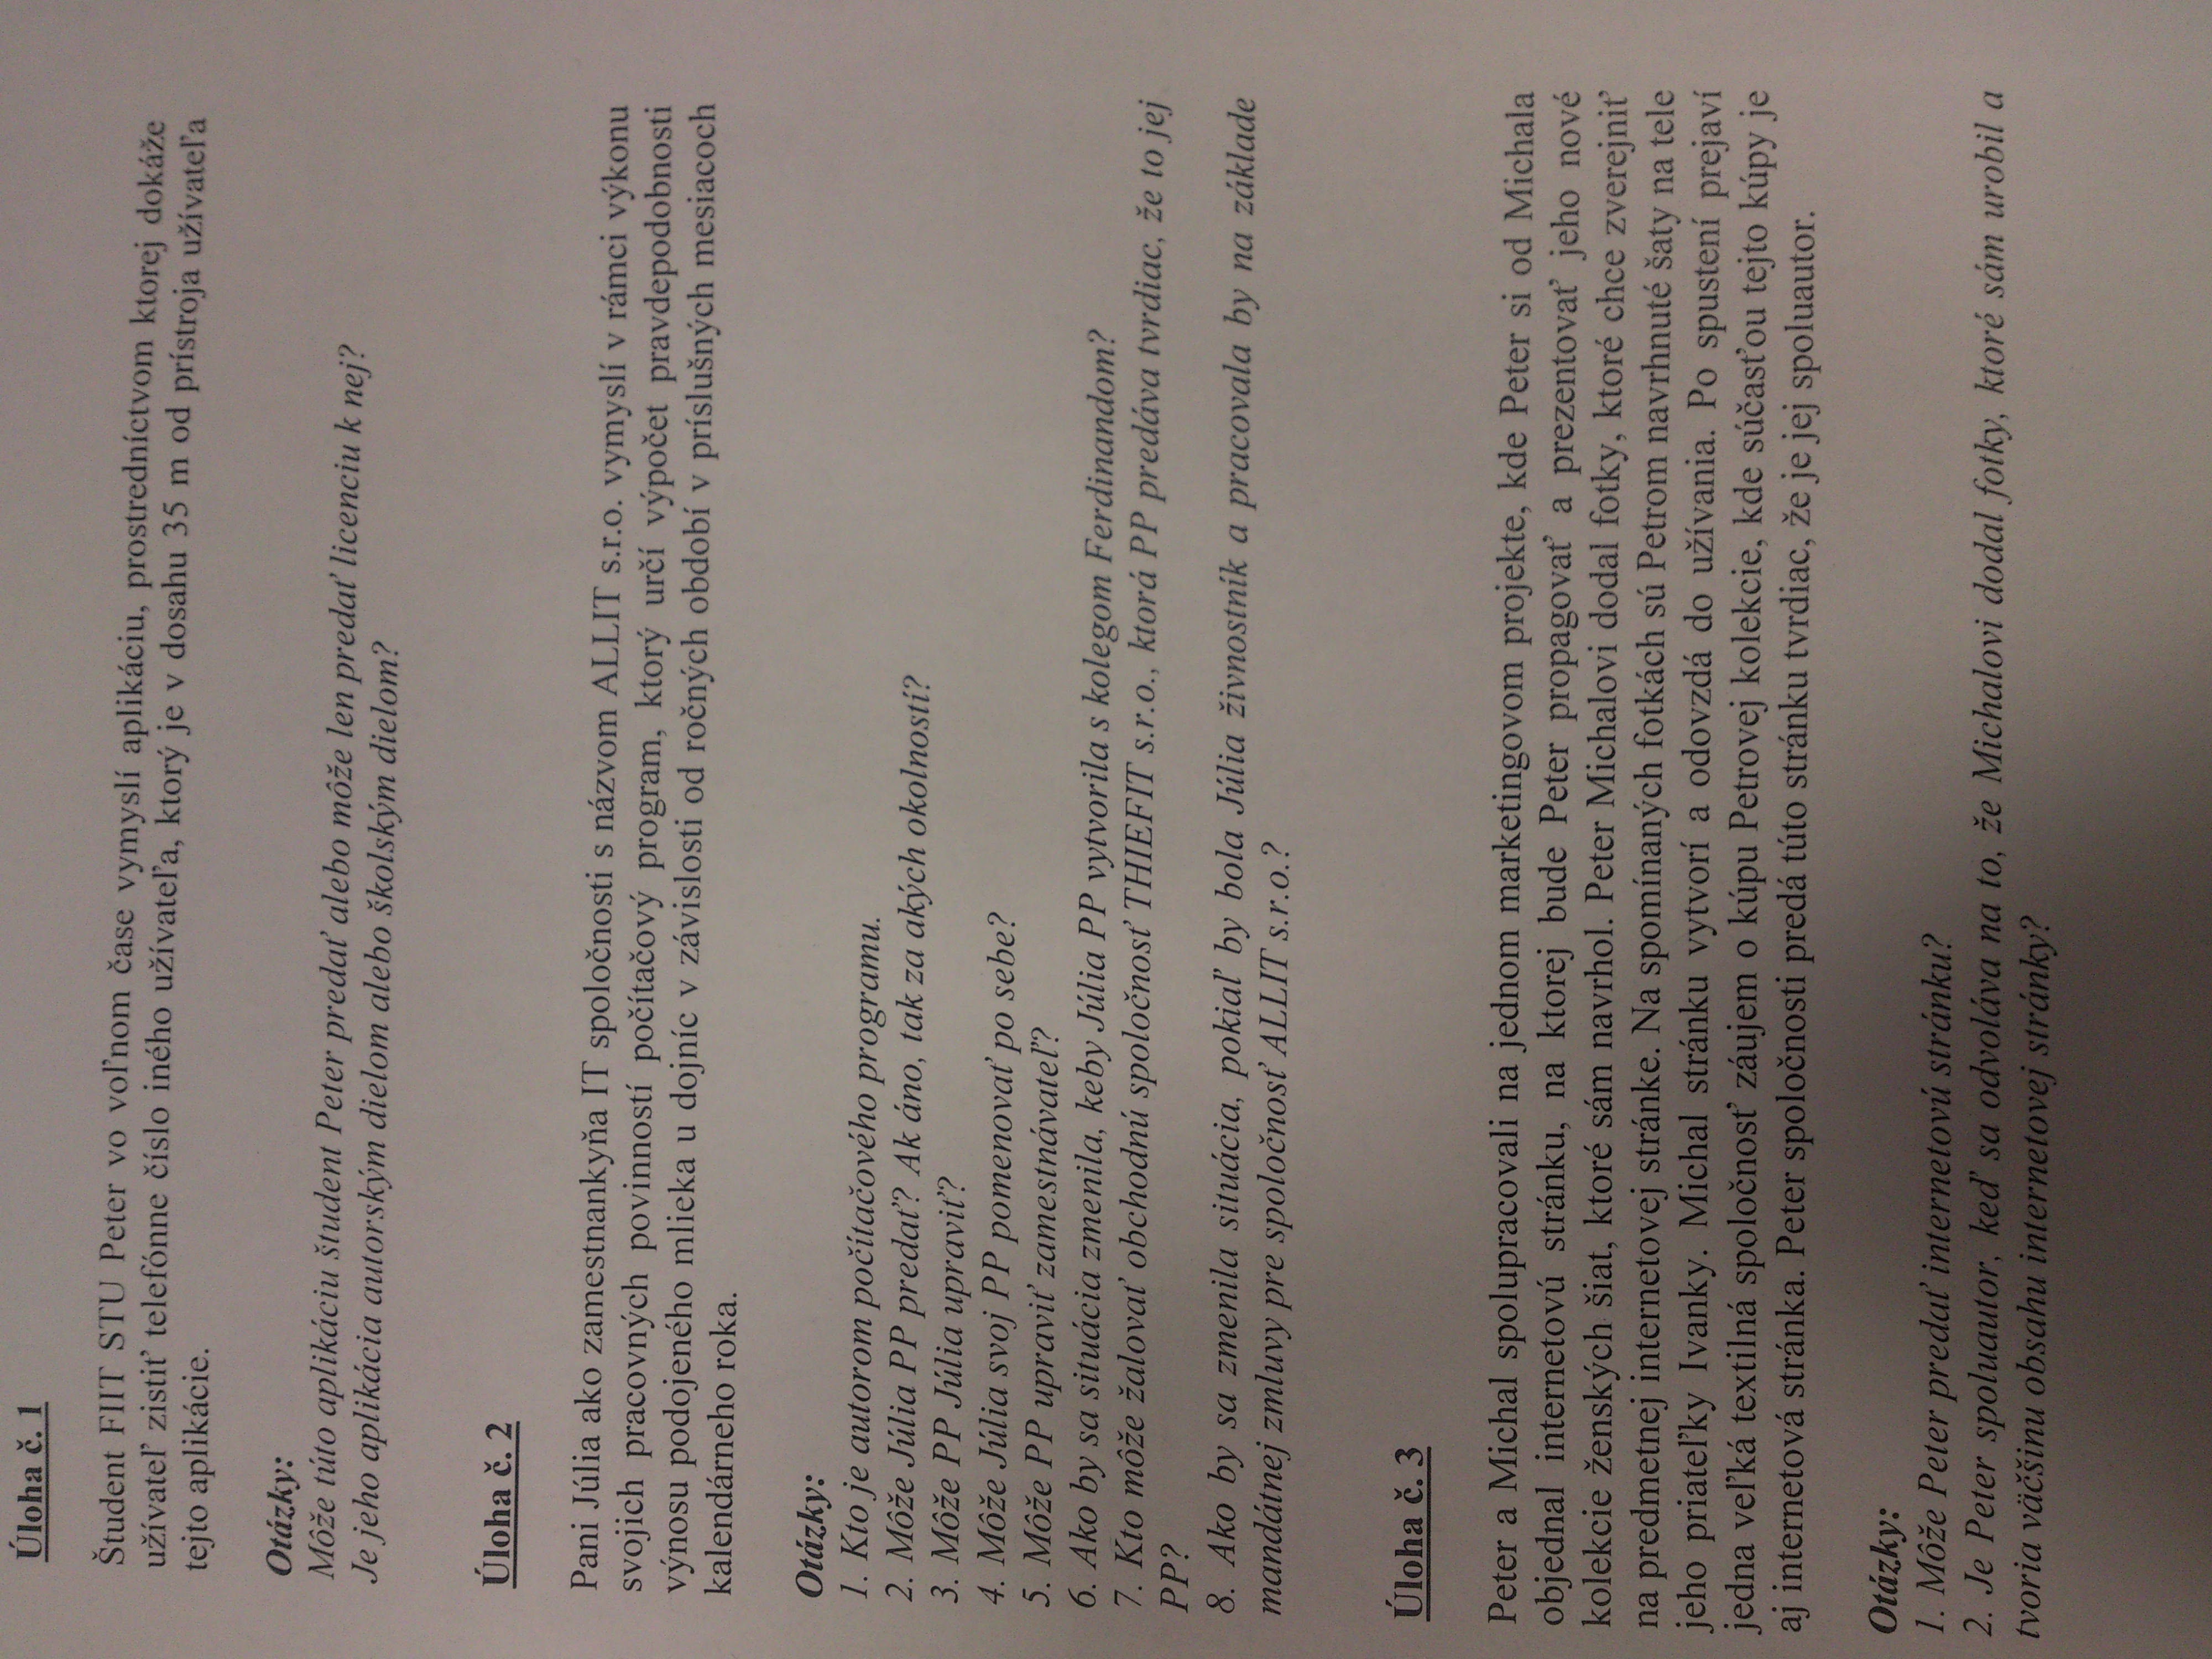 Úloha č. 1
Študent FIIT STU Peter vo voľnom čase vymyslí aplikáciu, prostredníctvom ktorej dokáže
užívateľ zistiť telefónne číslo iného užívateľa, ktorý je v dosahu 35 m od prístroja užívateľa
tejto aplikácie.
Otázky:
Môže túto aplikáciu študent Peter predať alebo môže len predať licenciu k nej?
Je jeho aplikácia autorským dielom alebo školským dielom?
Úloha č. 2
Pani Júlia ako zamestnankyňa IT spoločnosti s názvom ALLIT s.r.o. vymyslí v rámci výkonu
svojich pracovných povinností počítačový program, ktorý určí výpočet pravdepodobnosti
výnosu podojeného mlieka u dojníc v závislosti od ročných období v príslušných mesiacoch
kalendárneho roka.
Otázky:
1. Kto je autorom počítačového programu.
2. Môže Júlia PP predať? Ak áno, tak za akých okolností?
3. Môže PP Júlia upraviť?
4. Môže Júlia svoj PP pomenovať po sebe?
5. Môže PP upraviť zamestnávateľ?
6. Ako by sa situácia zmenila, keby Júlia PP vytvorila s kolegom Ferdinandom?
7. Kto môže žalovať obchodnú spoločnosť THIEFIT s.r.o., ktorá PP predáva tvrdiac, že to jej
PP?
8. Ako by sa zmenila situácia, pokiaľ by bola Júlia živnostník a pracovala by na základe
mandátnej zmluvy pre spoločnosť ALLIT s.r.o.?
Úloha č. 3
Peter a Michal spolupracovali na jednom marketingovom projekte, kde Peter si od Michala
objednal internetovú stránku, na ktorej bude Peter propagovať a prezentovať jeho nové
kolekcie ženských šiat, ktoré sám navrhol. Peter Michalovi dodal fotky, ktoré chce zverejniť
na predmetnej internetovej stránke. Na spomínaných fotkách sú Petrom navrhnuté šaty na tele
jeho priateľky Ivanky. Michal stránku vytvorí a odovzdá do užívania. Po spustení prejaví
jedna veľká textilná spoločnosť záujem o kúpu Petrovej kolekcie, kde súčasťou tejto kúpy je
aj internetová stránka. Peter spoločnosti predá túto stránku tvrdiac, že je jej spoluautor.
Otázky:
1. Môže Peter predať internetovú stránku?
2. Je Peter spoluautor, keď sa odvoláva na to, že Michalovi dodal fotky, ktoré sám urobil a
tvoria väčšinu obsahu internetovej stránky?